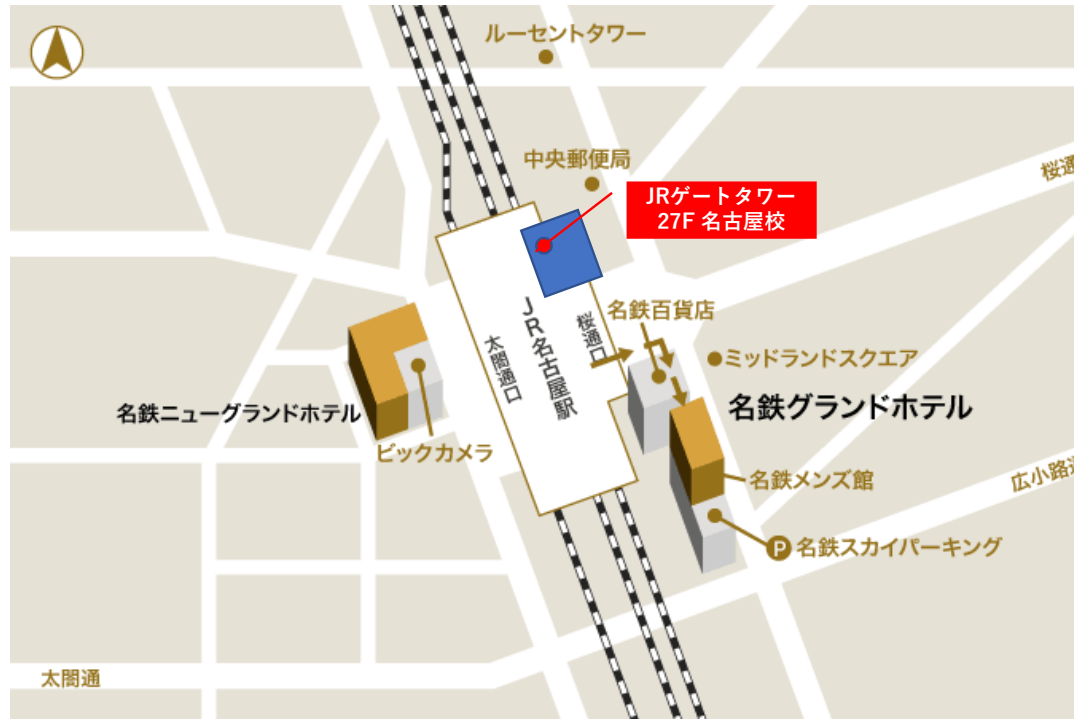 ルーセントタワー
中央郵便局
桜通
JRゲートタワー
27F 名古屋校
名鉄百貨店
桜通口
JR名古屋駅
太閤通口
ミッドランドスクエア
名鉄グランドホテル
名鉄ニューグランドホテル
ビックカメラ
名鉄メンズ館
広小路通
P 名鉄スカイパーキング
太閤通